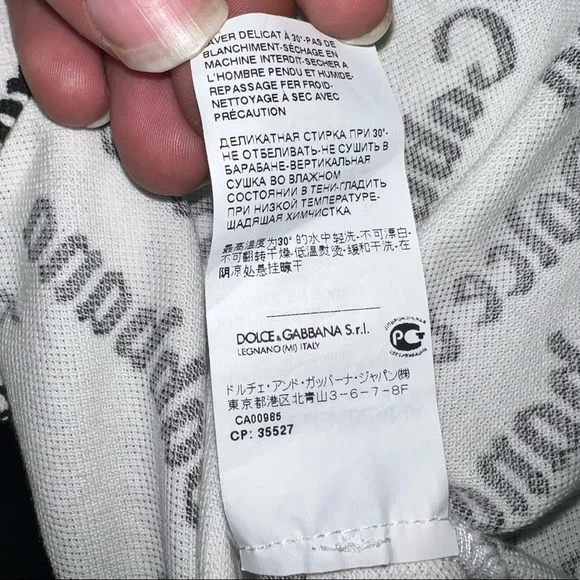 LAVER DELICAT À 30°-PAS DE
BLANCHIMENT-SÉCHAGE EN
MACHINE INTERDIT-SECHER A
L'HOMBRE PENDU ET HUMIDE-
REPASSAGE FER FROID-
NETTOYAGE À SEC AVEC
PRÉCAUTION
ДЕЛИКАТНАЯ СТИРКА ПРИ 30°-
НЕ ОТБЕЛИВАТЬ-НЕ СУШИТЬ В
БАРАБАНЕ-ВЕРТИКАЛЬНАЯ
СУШКА ВО ВЛАЖНОМ
СОСТОЯНИИ В ТЕНИ-ГЛАДИТЬ
ПРИ НИЗКОЙ ТЕМПЕРАТУРЕ-
ЩАДЯЩАЯ ХИМЧИСТКА
最高温度为30°的水中轻洗-不可漂白-
不可翻转干燥-低温熨烫-缓和干洗-在
阴凉处悬挂晾干
DOLCE & GABBANA S.r.l.
LEGNANO (MI) ITALY
ドルチェ・アンド・ガッバーナ・ジャパン㈱
東京都港区北青山3-6-7-8F
CA00985
CP: 35527